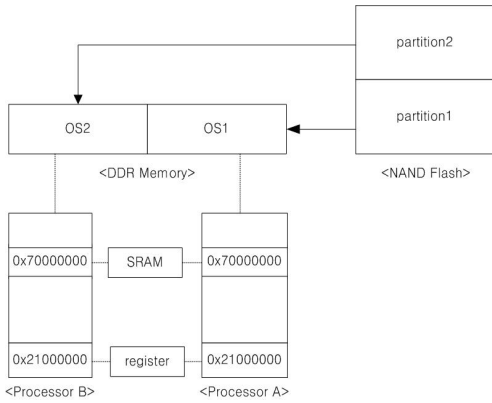 partition2
partition1
OS2
OS1
<DDR Memory>
<NAND Flash>
0x70000000
SRAM
0x70000000
0x21000000
register
0x21000000
<Processor B>
<Processor A>